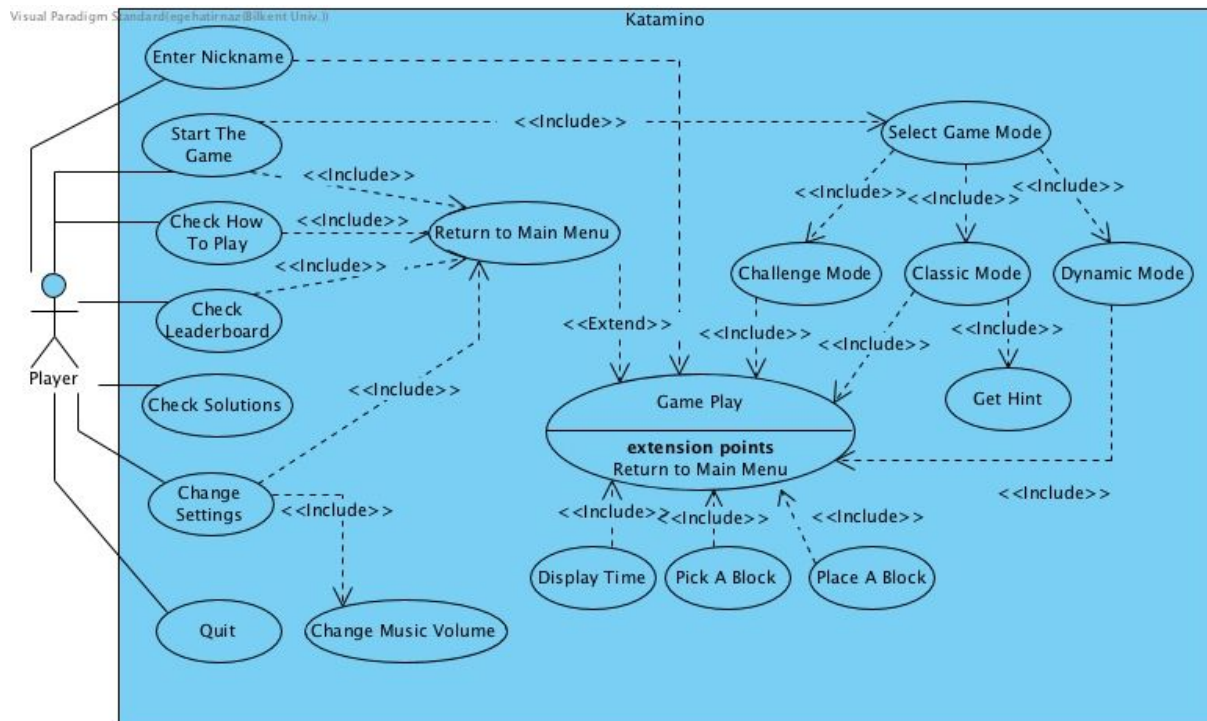 Visual Paradigm Standard(egehatirnaz(Bilkent Univ.))
Katamino
Enter Nickname
Start The
Game
<<Include>>
Select Game Mode
<<Include>>
<<Include>>
<<Include>>
<<Include>>
Check How
To Play
<<Include>>
Return to Main Menu
<<Include>>
Challenge Mode
Classic Mode
Dynamic Mode
Check
Leaderboard
<<Extend>>
<<Include>>
<<Include>>
<<Include>>
Player
Check Solutions
<<Include>>
Game Play
Get Hint
extension points
Return to Main Menu
Change
Settings
<<Include>>
<<Include>>
<<Include>>
<<Include>>
<<Include>>
Display Time
Pick A Block
Place A Block
Quit
Change Music Volume